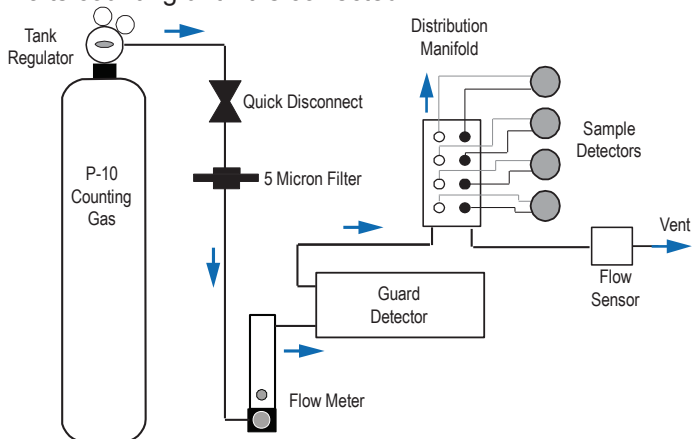 Tank
Regulator
Distribution
Manifold
Quick Disconnect
Sample
Detectors
P-10
Counting
Gas
5 Micron Filter
Vent
Guard
Detector
Flow
Sensor
Flow Meter